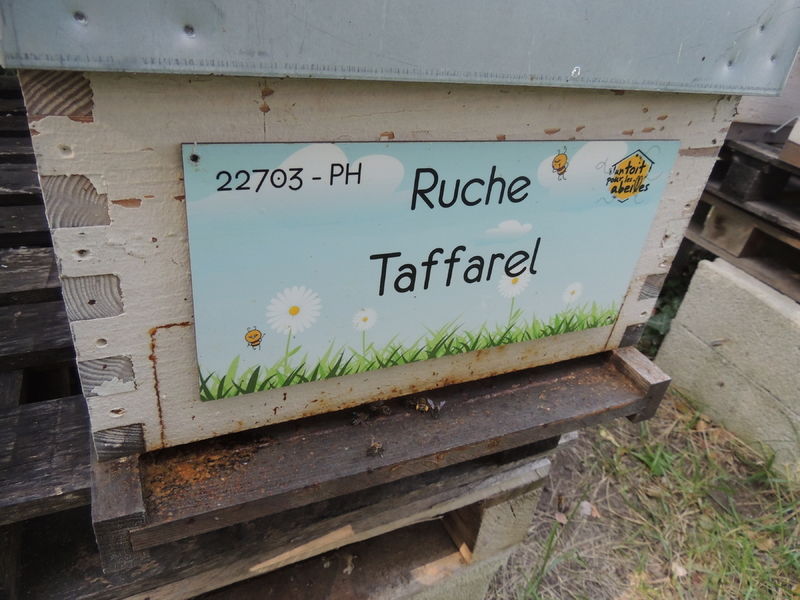 22703 - PH
Ruche
Taffarel
un toit
pour les
abeilles